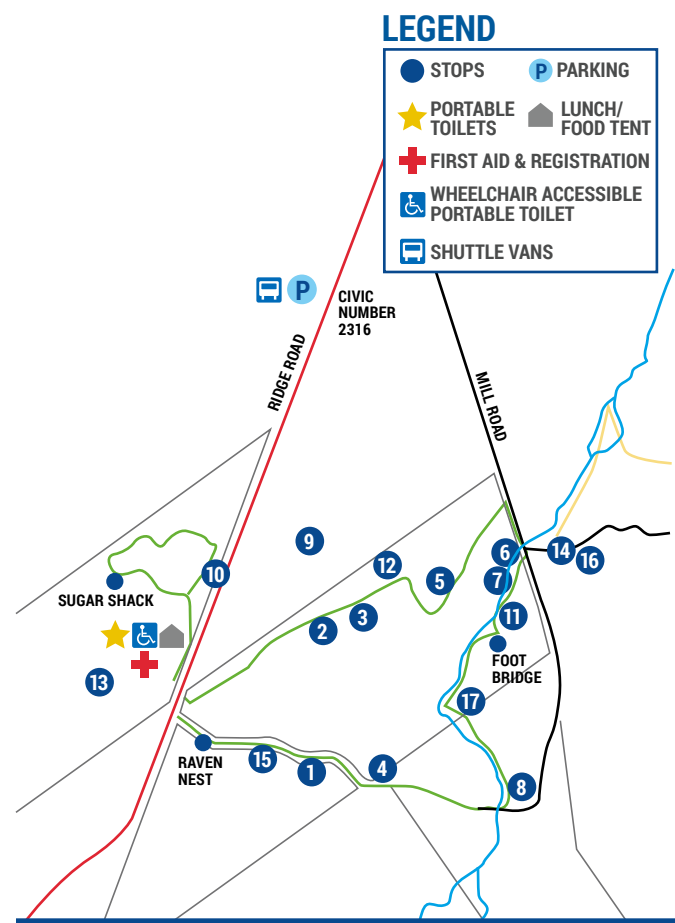 LEGEND
STOPS
P PARKING
PORTABLE
TOILETS
LUNCH/
FOOD TENT
FIRST AID & REGISTRATION
WHEELCHAIR ACCESSIBLE
PORTABLE TOILET
SHUTTLE VANS
P
CIVIC
NUMBER
2316
RIDGE ROAD
MILL ROAD
9
12
6
14
16
10
5
7
SUGAR SHACK
3
2
11
FOOT
BRIDGE
13
17
RAVEN
NEST
15
1
4
8